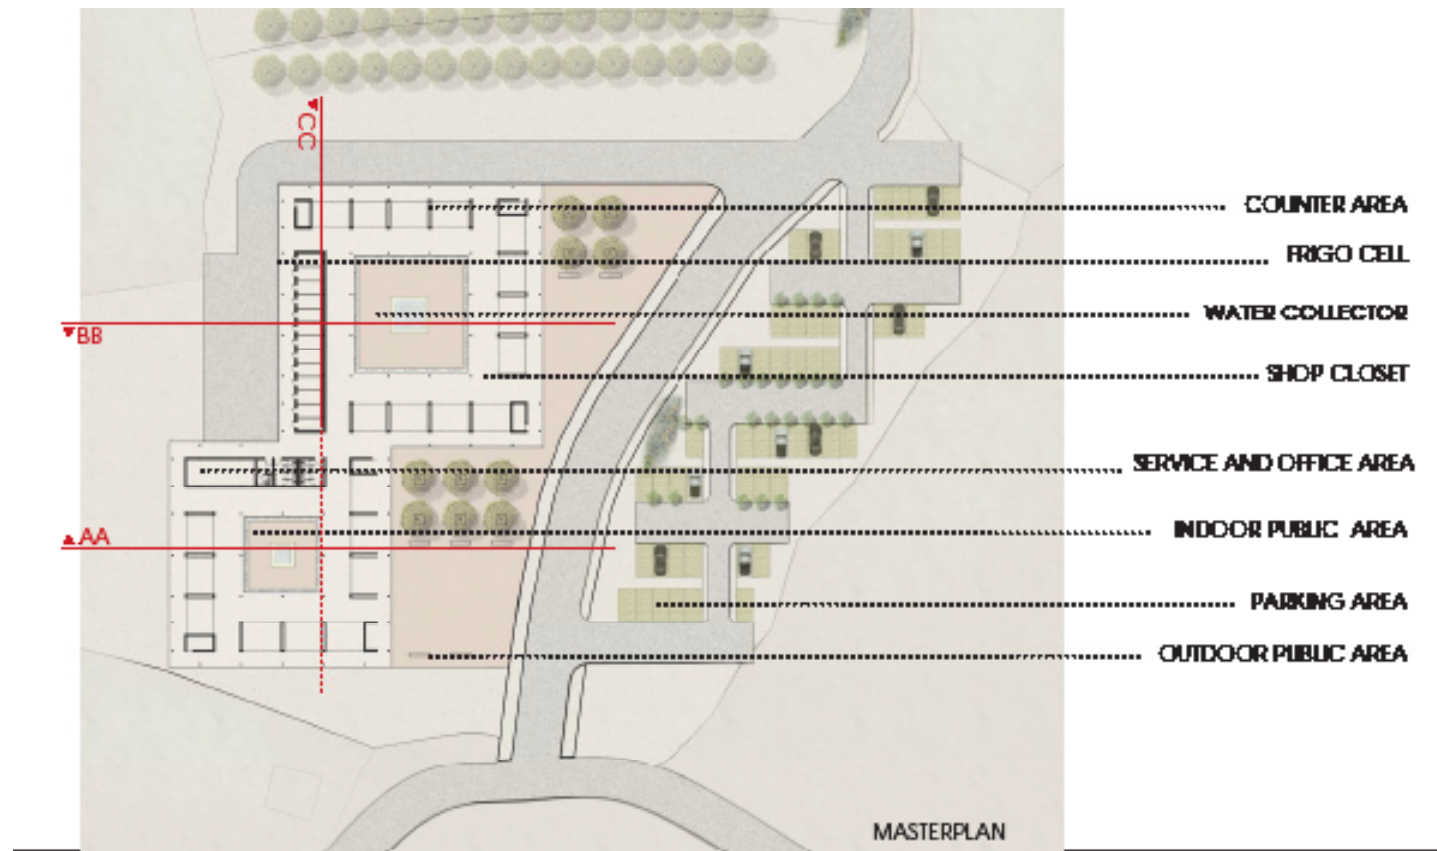 CC
COUNTER AREA
FRIGO CELL
WATER COLLECTOR
BB
SHOP CLOSET
SERVICE AND OFFICE AREA
INDOOR PUBLIC AREA
AA
PARKING AREA
OUTDOOR PUBLIC AREA
MASTERPLAN